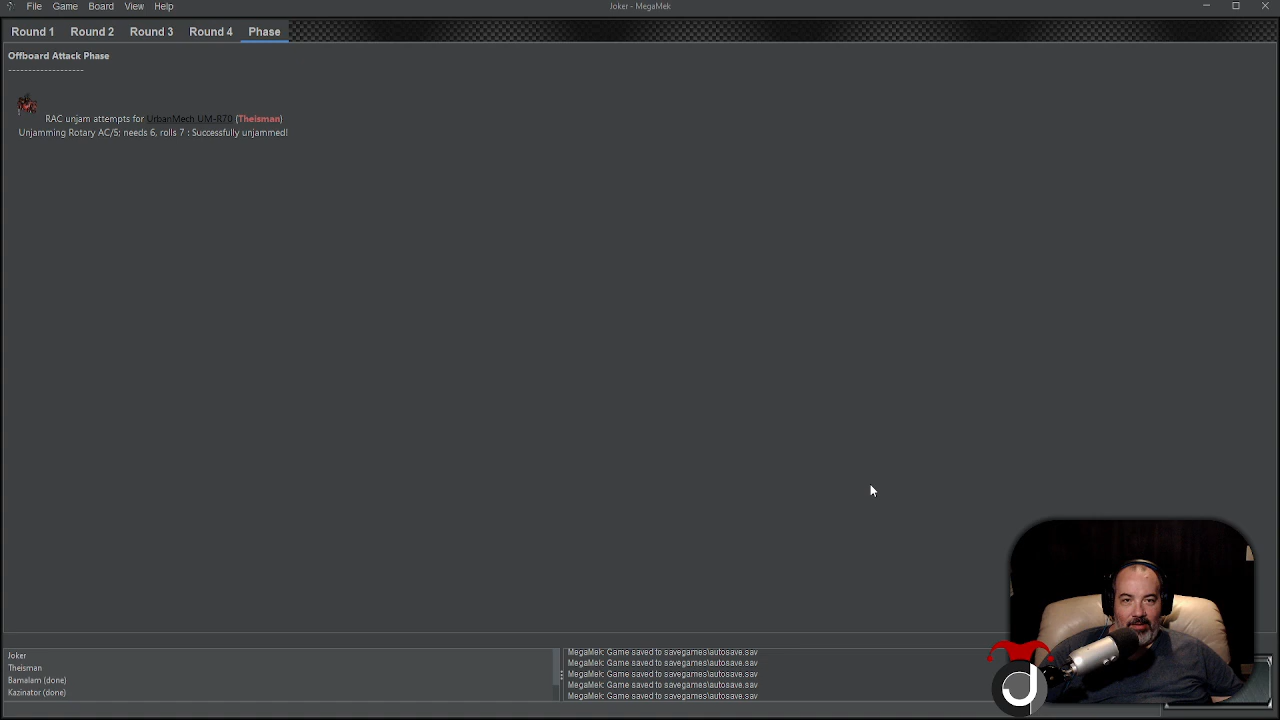 File Game Board View Help
Joker - MegaMek
Round 1 Round 2 Round 3 Round 4 Phase
Offboard Attack Phase
-------------------
RAC unjam attempts for UrbanMech UM-R70 (Theisman)
Unjamming Rotary AC/5; needs 6, rolls 7 : Successfully unjammed!
Joker
Theisman
Bamalam (done)
Kazinator (done)
MegaMek: Game saved to savegames\autosave.sav
MegaMek: Game saved to savegames\autosave.sav
MegaMek: Game saved to savegames\autosave.sav
MegaMek: Game saved to savegames\autosave.sav
MegaMek: Game saved to savegames\autosave.sav